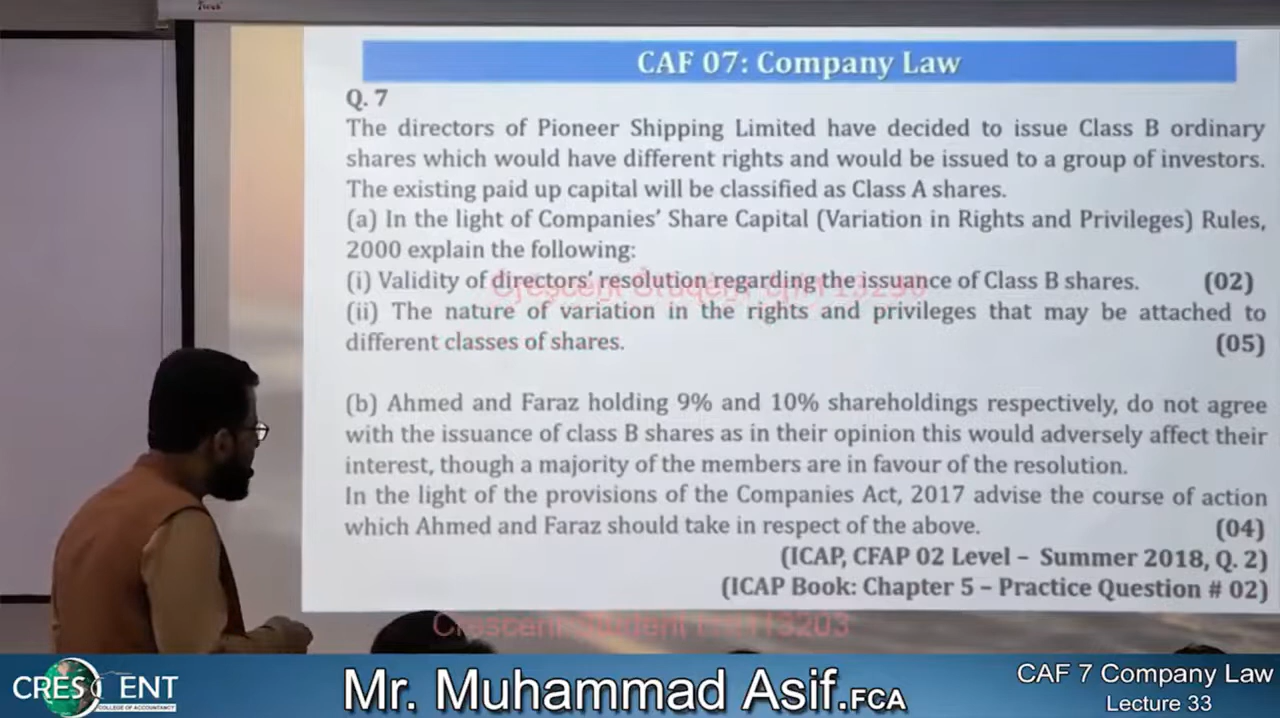 CAF 07: Company Law
Q. 7
The directors of Pioneer Shipping Limited have decided to issue Class B ordinary
shares which would have different rights and would be issued to a group of investors.
The existing paid up capital will be classified as Class A shares.
(a) In the light of Companies' Share Capital (Variation in Rights and Privileges) Rules,
2000 explain the following:
(i) Validity of directors' resolution regarding the issuance of Class B shares. (02)
(ii) The nature of variation in the rights and privileges that may be attached to
different classes of shares. (05)
(b) Ahmed and Faraz holding 9% and 10% shareholdings respectively, do not agree
with the issuance of class B shares as in their opinion this would adversely affect their
interest, though a majority of the members are in favour of the resolution.
In the light of the provisions of the Companies Act, 2017 advise the course of action
which Ahmed and Faraz should take in respect of the above. (04)
(ICAP, CFAP 02 Level – Summer 2018, Q. 2)
(ICAP Book: Chapter 5 – Practice Question # 02)
Crescent Student
CRESCENT
COLLEGE OF ACCOUNTANCY
Mr. Muhammad Asif.FCA
CAF 7 Company Law
Lecture 33